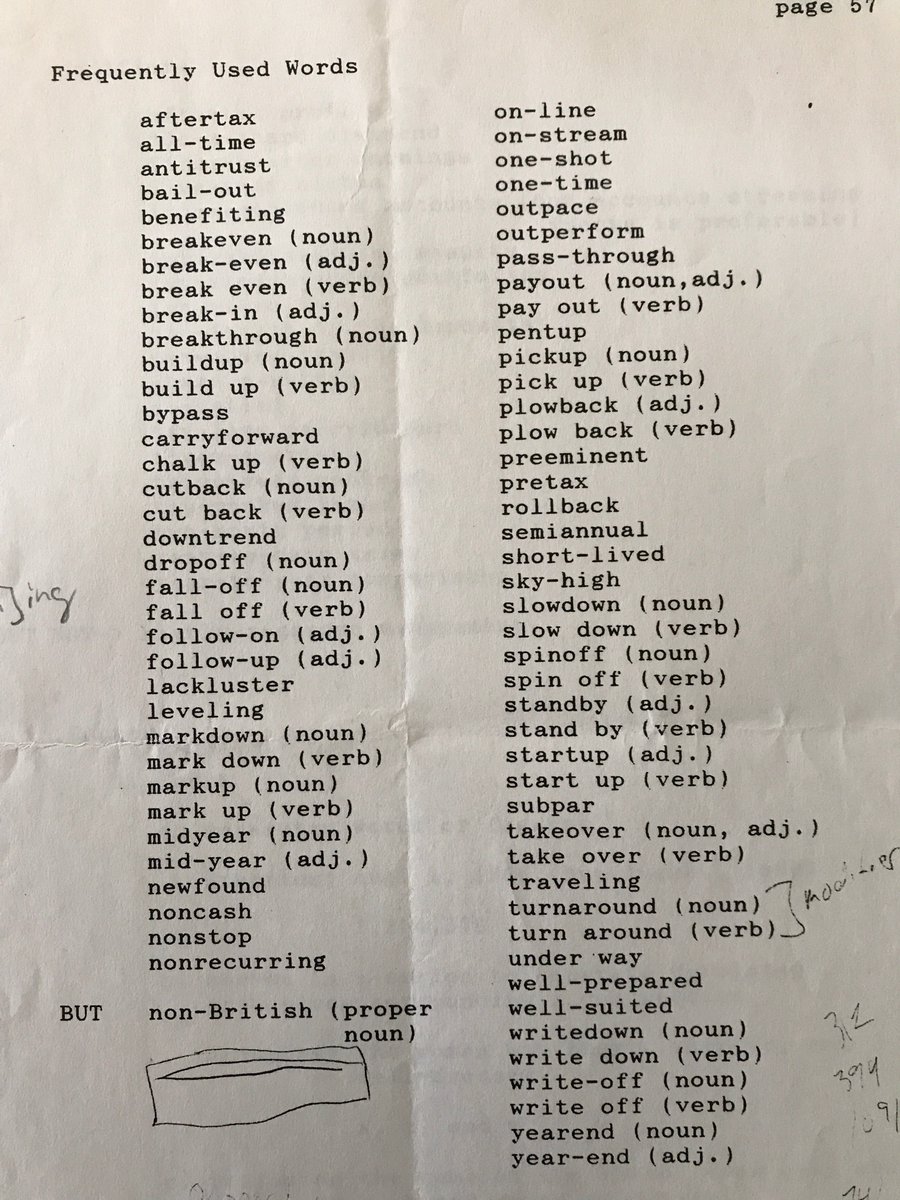 page 57
Frequently Used Words
aftertax
all-time
antitrust
bail-out
benefiting
breakeven (noun)
break-even (adj.)
break even (verb)
break-in (adj.)
breakthrough (noun)
buildup (noun)
build up (verb)
bypass
carryforward
chalk up (verb)
cutback (noun)
cut back (verb)
downtrend
dropoff (noun)
fall-off (noun)
fall off (verb)
follow-on (adj.)
follow-up (adj.)
lackluster
leveling
markdown (noun)
mark down (verb)
markup (noun)
mark up (verb)
midyear (noun)
mid-year (adj.)
newfound
noncash
nonstop
nonrecurring
BUT non-British (proper
noun)
on-line
on-stream
one-shot
one-time
outpace
outperform
pass-through
payout (noun,adj.)
pay out (verb)
pentup
pickup (noun)
pick up (verb)
plowback (adj.)
plow back (verb)
preeminent
pretax
rollback
semiannual
short-lived
sky-high
slowdown (noun)
slow down (verb)
spinoff (noun)
spin off (verb)
standby (adj.)
stand by (verb)
startup (adj.)
start up (verb)
subpar
takeover (noun, adj.)
take over (verb)
traveling
turnaround (noun)
turn around (verb)
modifier
under way
well-prepared
well-suited
writedown (noun)
write down (verb)
write-off (noun)
write off (verb)
yearend (noun)
year-end (adj.)
394